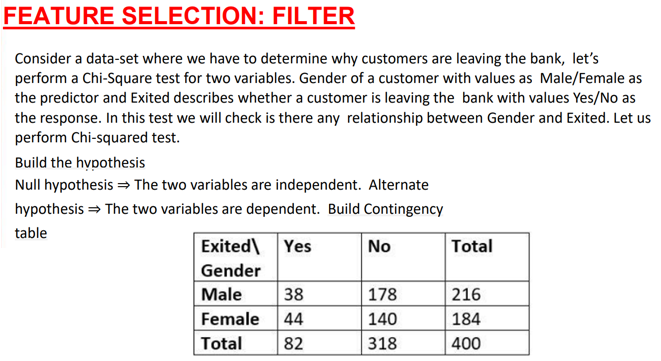 FEATURE SELECTION: FILTER
Consider a data-set where we have to determine why customers are leaving the bank, let's
perform a Chi-Square test for two variables. Gender of a customer with values as Male/Female as
the predictor and Exited describes whether a customer is leaving the bank with values Yes/No as
the response. In this test we will check is there any relationship between Gender and Exited. Let us
perform Chi-squared test.
Build the hypothesis
Null hypothesis ⇒ The two variables are independent. Alternate
hypothesis ⇒ The two variables are dependent. Build Contingency
table
Exited\ Yes No Total
Gender
Male 38 178 216
Female 44 140 184
Total 82 318 400